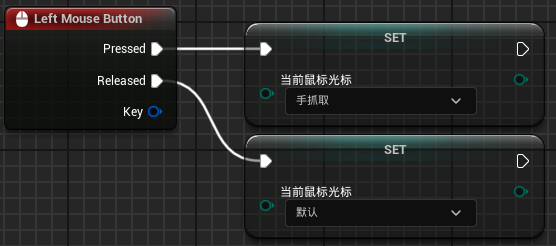 Left Mouse Button
Pressed
Released
Key
SET
当前鼠标光标
手抓取
SET
当前鼠标光标
默认